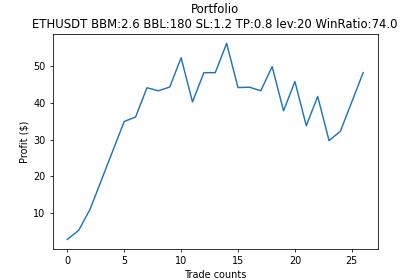 Portfolio
ETHUSDT BBM:2.6 BBL:180 SL:1.2 TP:0.8 lev:20 WinRatio:74.0
50
40
30
20
10
Profit ($)
0 5 10 15 20 25
Trade counts